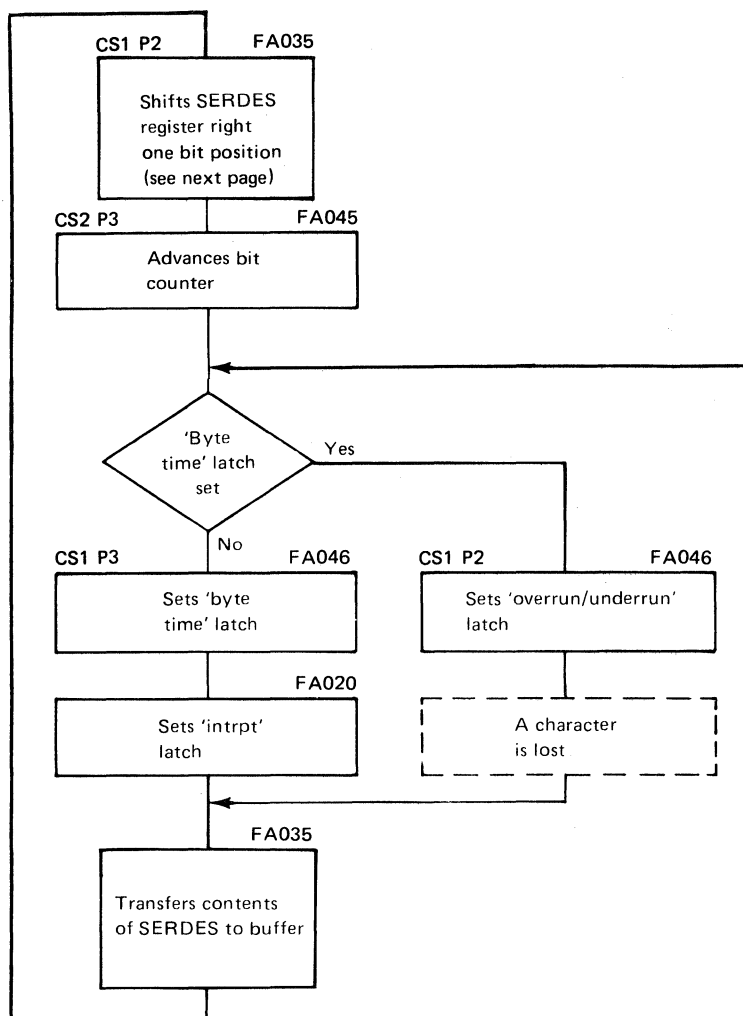 CS1 P2 FA035
Shifts SERDES
register right
one bit position
(see next page)
CS2 P3 FA045
Advances bit
counter
'Byte
time' latch
set
Yes
No
CS1 P3 FA046
Sets 'byte
time' latch
CS1 P2 FA046
Sets 'overrun/underrun'
latch
FA020
Sets 'intrpt'
latch
A character
is lost
FA035
Transfers contents
of SERDES to buffer